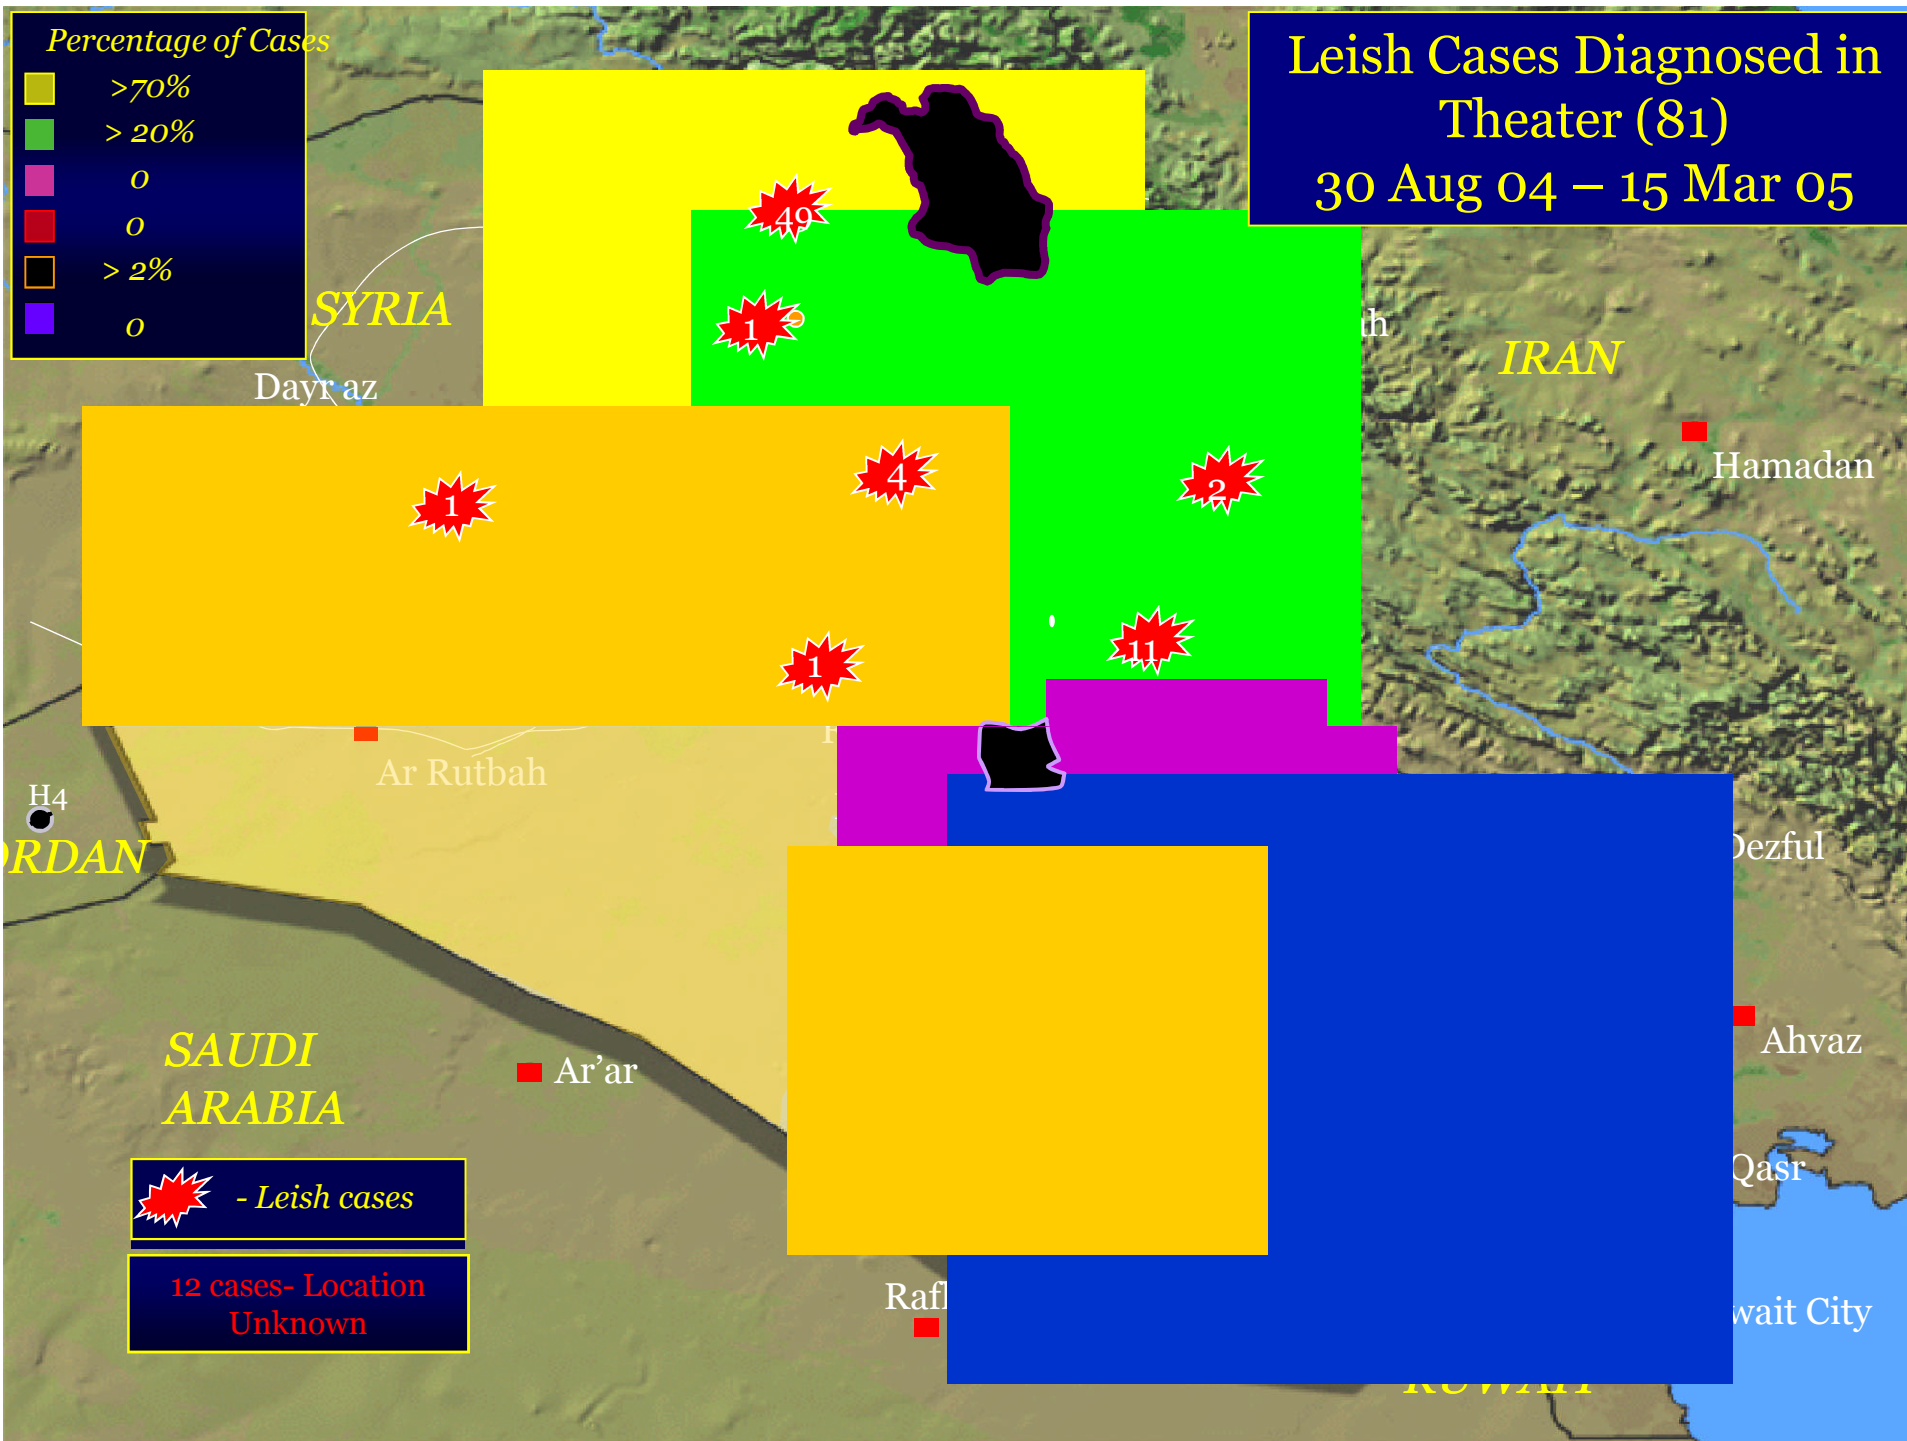 Percentage of Cases
>70%
> 20%
0
0
> 2%
0
Leish Cases Diagnosed in
Theater (81)
30 Aug 04 – 15 Mar 05
49
SYRIA
1
IRAN
Dayr az
Hamadan
4
2
1
11
1
Ar Rutbah
H4
ORDAN
Dezful
SAUDI
ARABIA
Ahvaz
Ar'ar
Qasr
- Leish cases
12 cases- Location
Unknown
wait City
KUWAIT